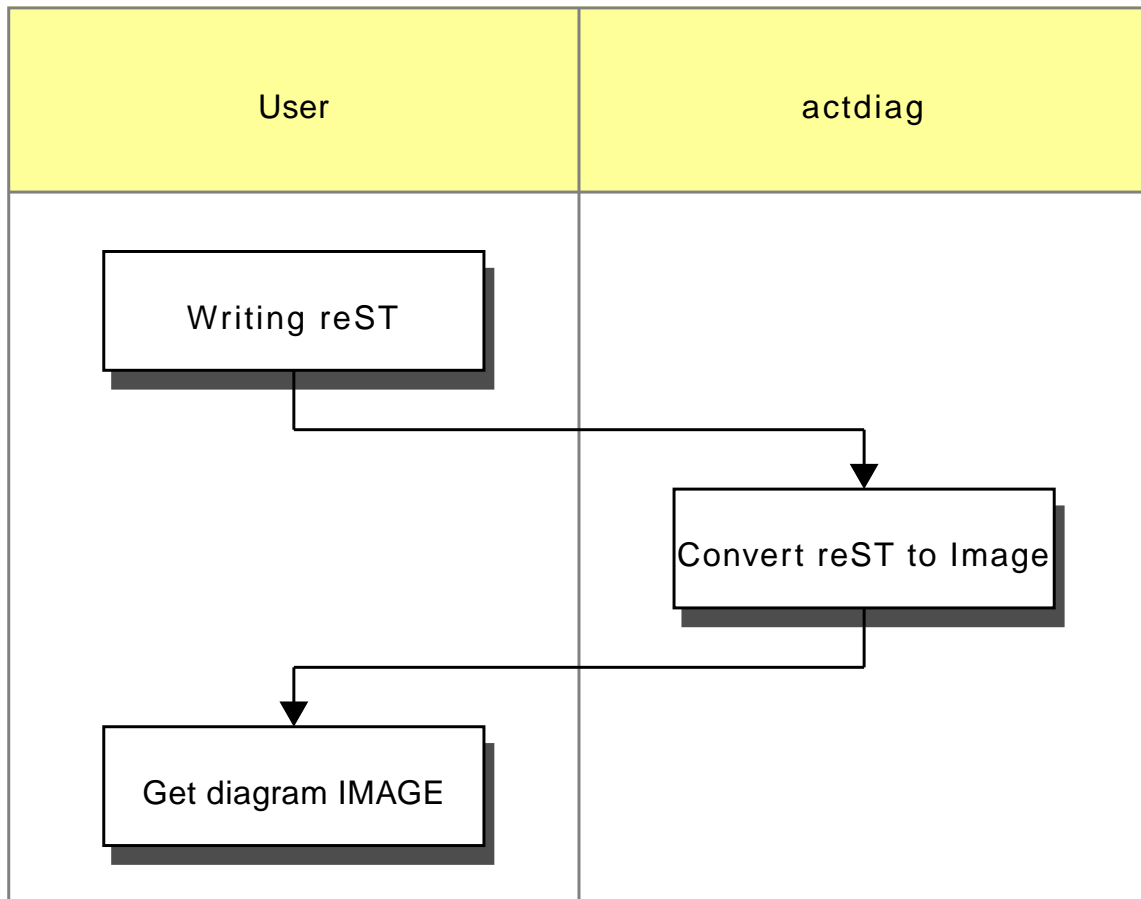 User
actdiag
Writing reST
Convert reST to Image
Get diagram IMAGE